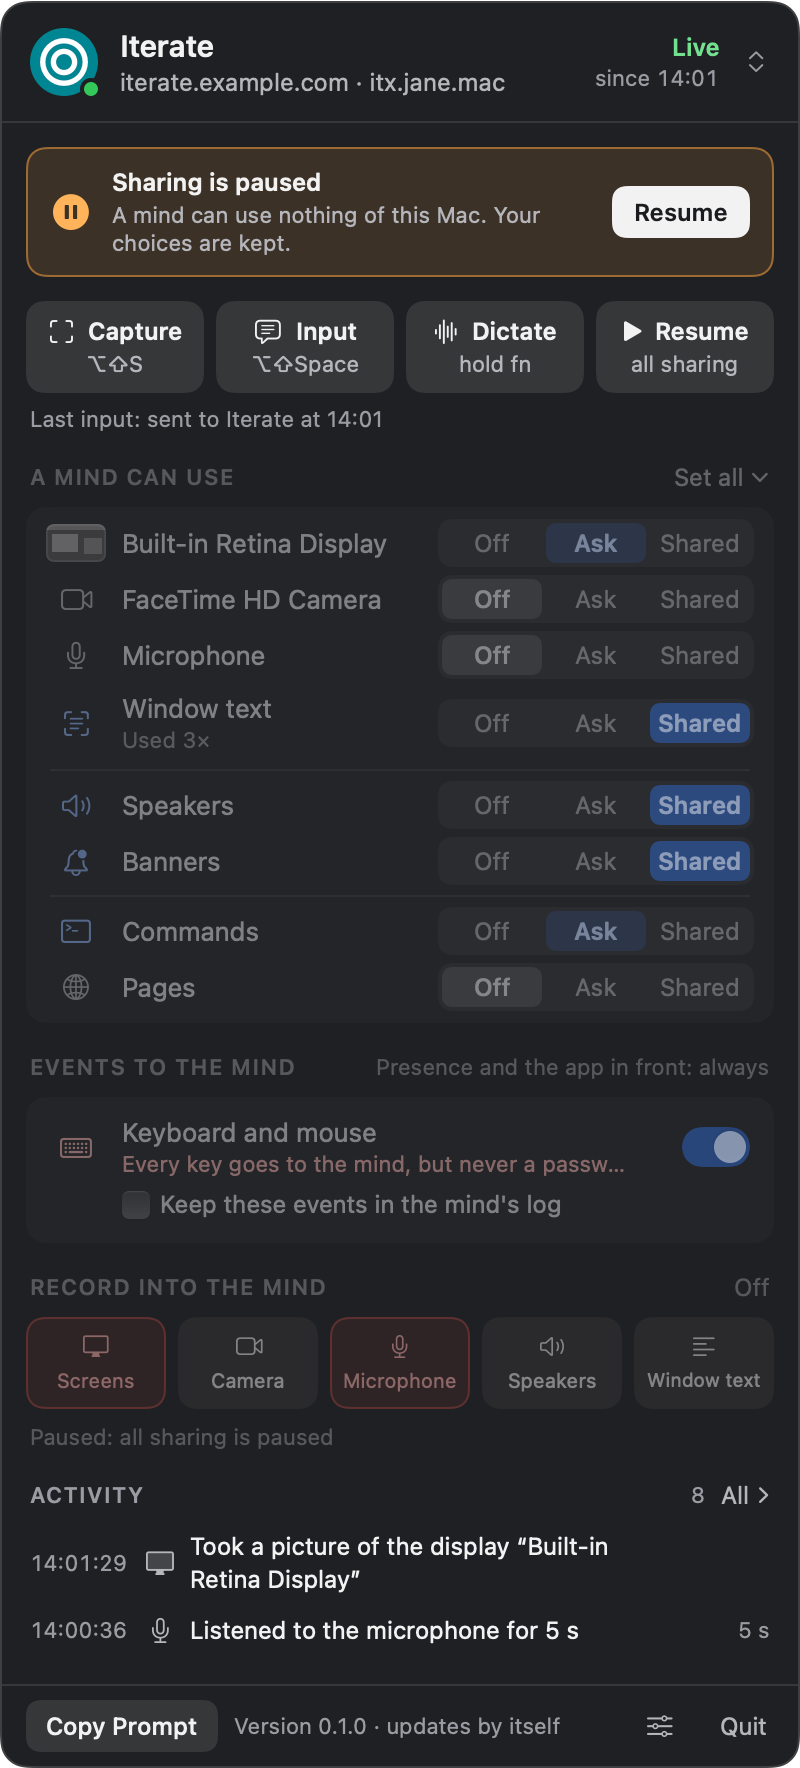 Iterate
iterate.example.com · itx.jane.mac
Live
since 14:01
Sharing is paused
A mind can use nothing of this Mac. Your
choices are kept.
Resume
Capture
⌥⇧S
Input
⌥⇧Space
Dictate
hold fn
Resume
all sharing
Last input: sent to Iterate at 14:01
A MIND CAN USE
Set all
Built-in Retina Display
Off Ask Shared
FaceTime HD Camera
Off Ask Shared
Microphone
Off Ask Shared
Window text
Used 3×
Off Ask Shared
Speakers
Off Ask Shared
Banners
Off Ask Shared
Commands
Off Ask Shared
Pages
Off Ask Shared
EVENTS TO THE MIND
Presence and the app in front: always
Keyboard and mouse
Every key goes to the mind, but never a passw...
Keep these events in the mind's log
RECORD INTO THE MIND
Off
Screens
Camera
Microphone
Speakers
Window text
Paused: all sharing is paused
ACTIVITY
8 All
14:01:29
Took a picture of the display “Built-in
Retina Display”
14:00:36
Listened to the microphone for 5 s
5 s
Copy Prompt
Version 0.1.0 · updates by itself
Quit